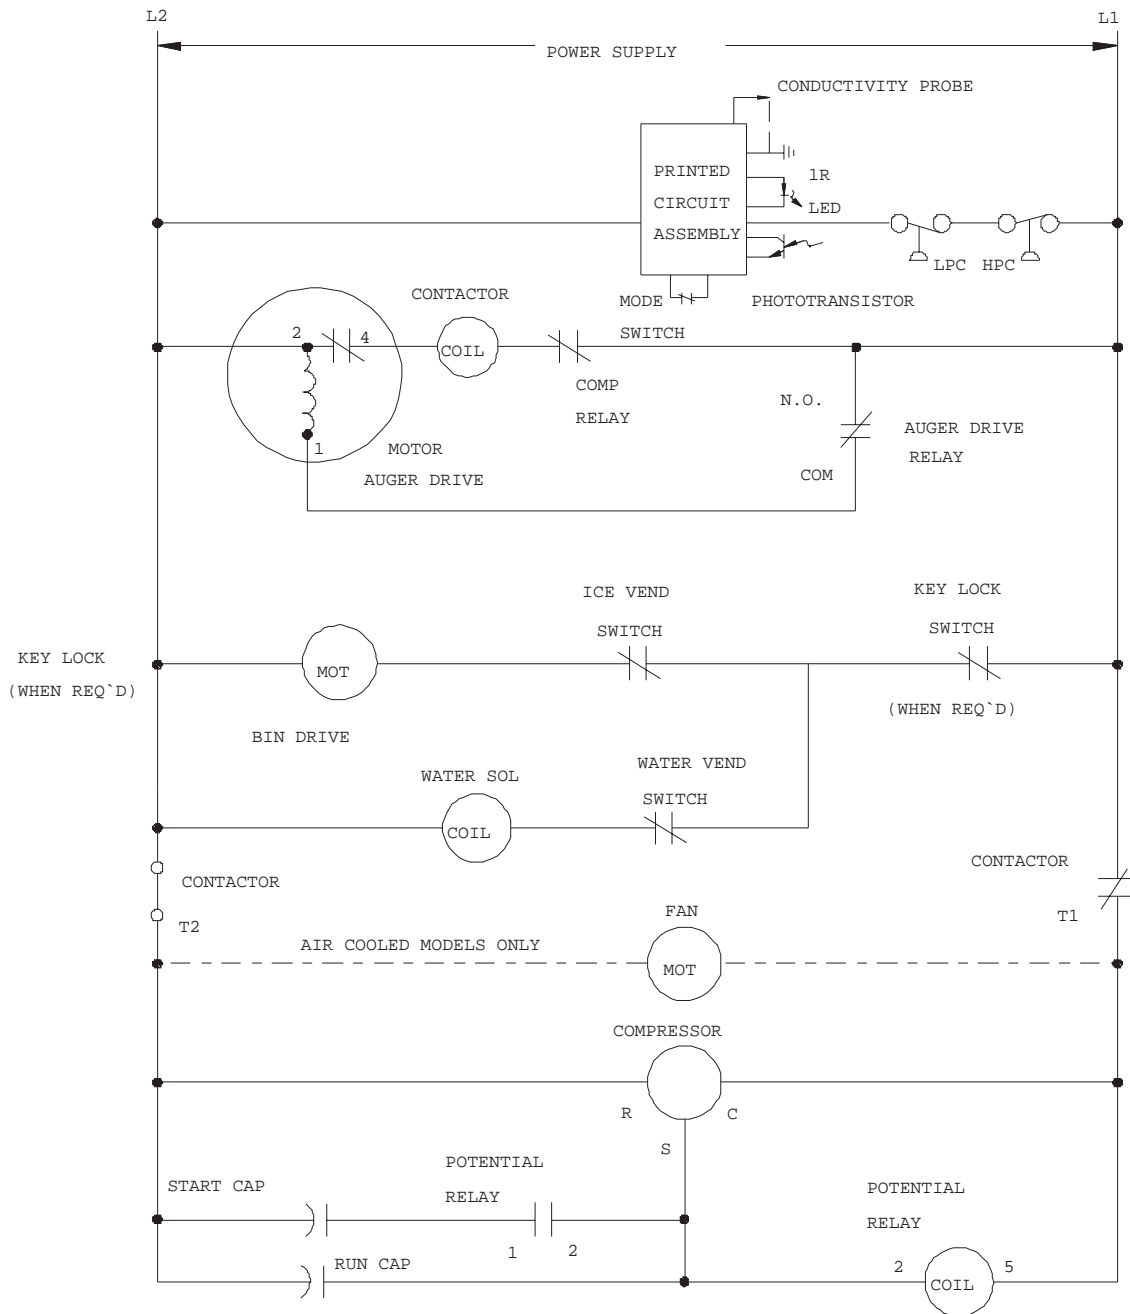 L2
L1
POWER SUPPLY
CONDUCTIVITY PROBE
PRINTED
CIRCUIT
ASSEMBLY
1R
LED
LPC HPC
MODE
SWITCH
PHOTOTRANSISTOR
CONTACTOR
COIL
2
4
1
MOTOR
AUGER DRIVE
COMP
RELAY
N.O.
COM
AUGER DRIVE
RELAY
ICE VEND
SWITCH
KEY LOCK
SWITCH
(WHEN REQ`D)
KEY LOCK
(WHEN REQ`D)
MOT
BIN DRIVE
WATER SOL
COIL
WATER VEND
SWITCH
CONTACTOR
T2
CONTACTOR
T1
AIR COOLED MODELS ONLY
FAN
MOT
COMPRESSOR
R
C
S
START CAP
POTENTIAL
RELAY
1
2
RUN CAP
POTENTIAL
RELAY
2
COIL
5